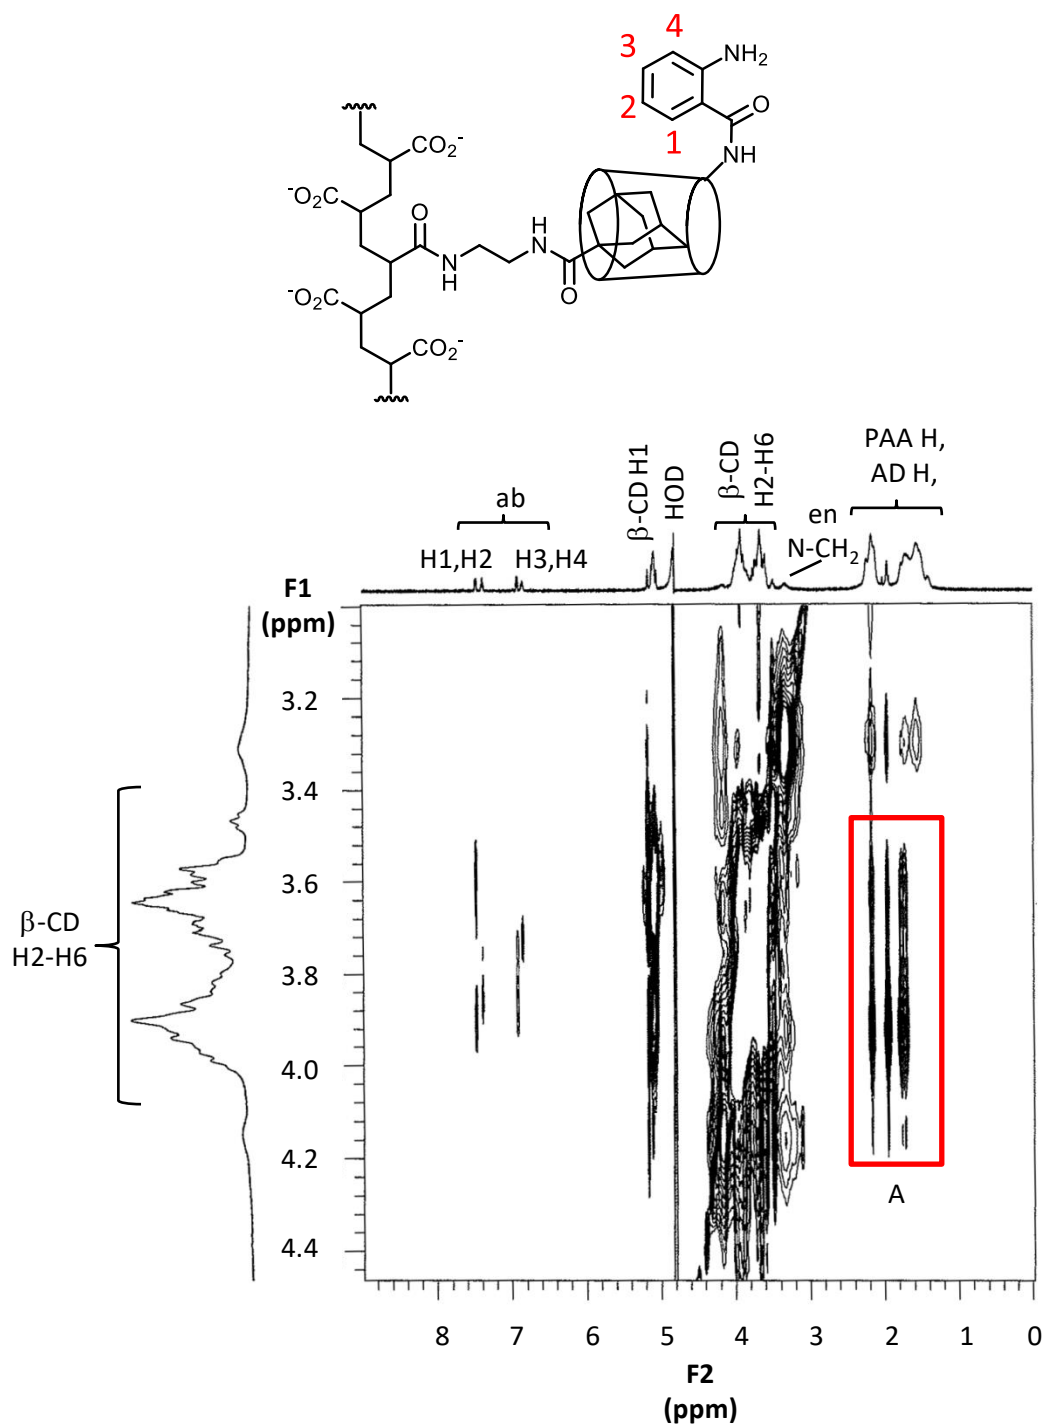 4
3
NH₂
2
O
1
NH
CO₂⁻
⁻O₂C
O
H
N
N
H
O
⁻O₂C
CO₂⁻
PAA H,
AD H,
β-CD H1
HOD
β-CD
H2-H6
ab
en
N-CH₂
H1,H2
H3,H4
F1
(ppm)
3.2
3.4
3.6
β-CD
H2-H6
3.8
4.0
4.2
A
4.4
8 7 6 5 4 3 2 1 0
F2
(ppm)